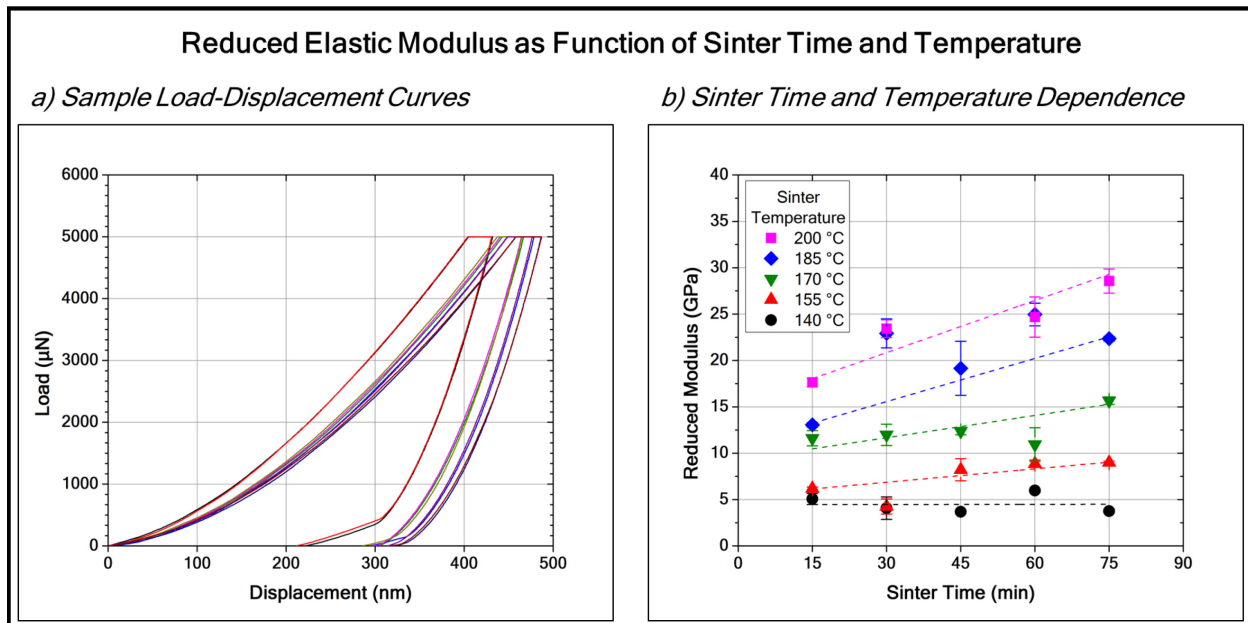 Reduced Elastic Modulus as Function of Sinter Time and Temperature
a) Sample Load-Displacement Curves
6000
5000
4000
3000
2000
1000
0
Load (µN)
0 100 200 300 400 500
Displacement (nm)
b) Sinter Time and Temperature Dependence
40
35
30
25
20
15
10
5
0
Reduced Modulus (GPa)
Sinter
Temperature
200 °C
185 °C
170 °C
155 °C
140 °C
0 15 30 45 60 75 90
Sinter Time (min)